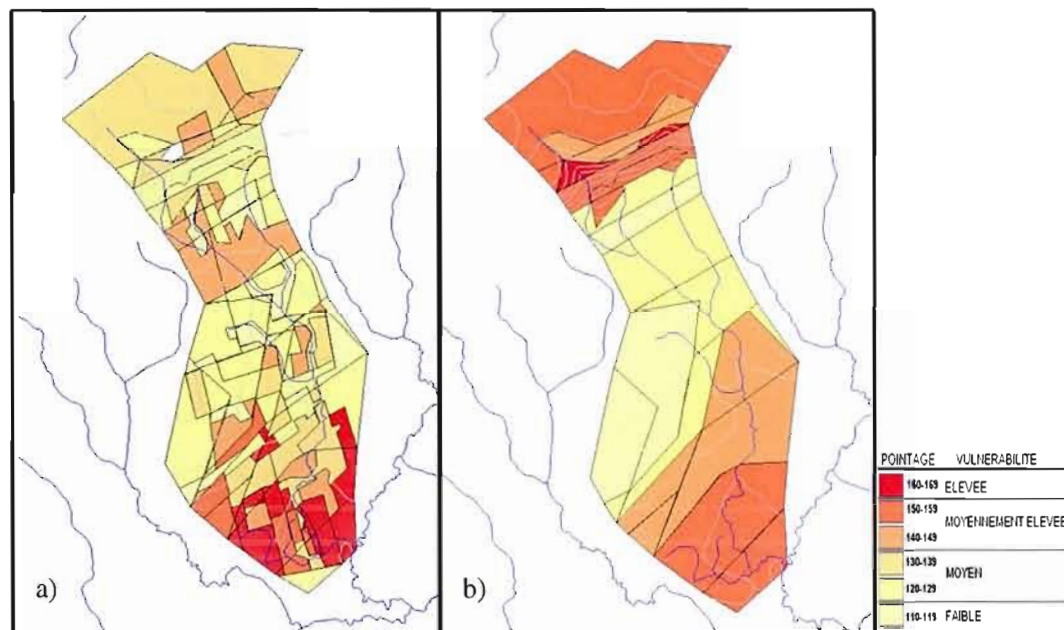 a)
b)
POINTAGE VULNERABILITE
160-169 ELEVEE
150-159
MOYENNEMENT ELEVEE
140-149
130-139
MOYEN
120-129
110-119 FAIBLE